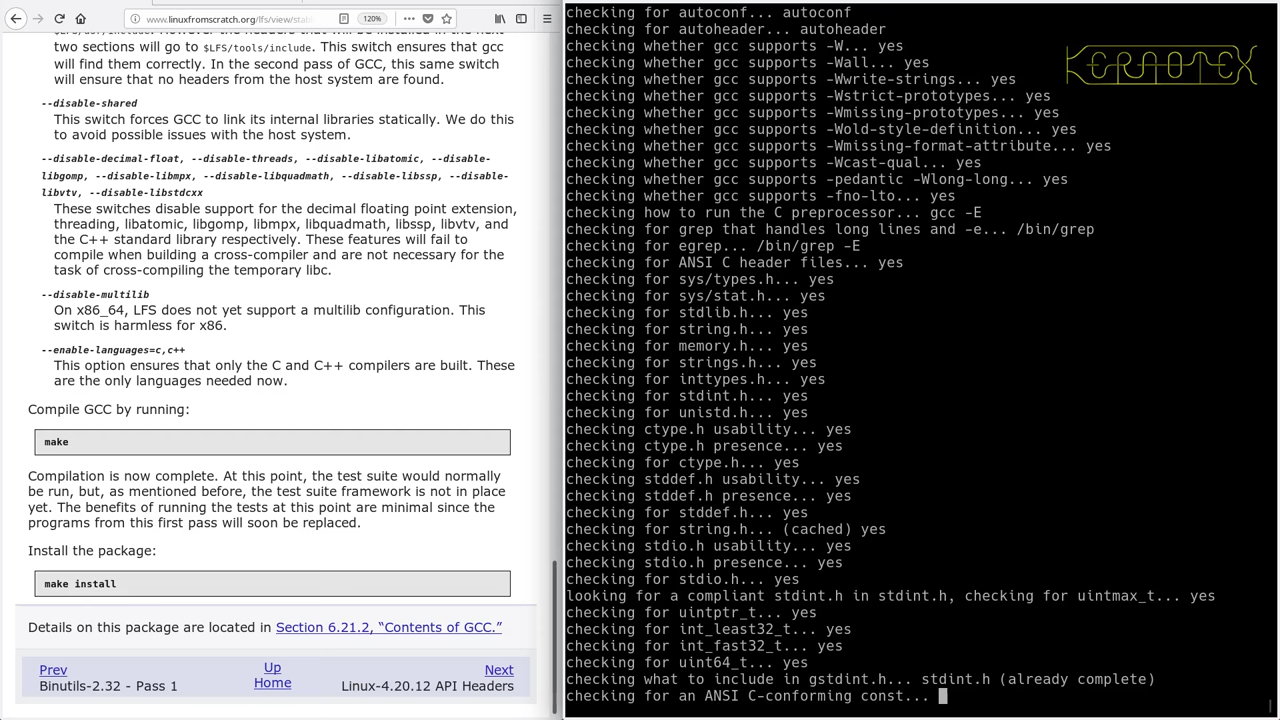 www.linuxfromscratch.org/lfs/view/stab
120%
two sections will go to $LFS/tools/include. This switch ensures that gcc
will find them correctly. In the second pass of GCC, this same switch
will ensure that no headers from the host system are found.
--disable-shared
This switch forces GCC to link its internal libraries statically. We do this
to avoid possible issues with the host system.
--disable-decimal-float, --disable-threads, --disable-libatomic, --disable-
libgomp, --disable-libmpx, --disable-libquadmath, --disable-libssp, --disable-
libvtv, --disable-libstdcxx
These switches disable support for the decimal floating point extension,
threading, libatomic, libgomp, libmpx, libquadmath, libssp, libvtv, and
the C++ standard library respectively. These features will fail to
compile when building a cross-compiler and are not necessary for the
task of cross-compiling the temporary libc.
--disable-multilib
On x86_64, LFS does not yet support a multilib configuration. This
switch is harmless for x86.
--enable-languages=c,c++
This option ensures that only the C and C++ compilers are built. These
are the only languages needed now.
Compile GCC by running:
make
Compilation is now complete. At this point, the test suite would normally
be run, but, as mentioned before, the test suite framework is not in place
yet. The benefits of running the tests at this point are minimal since the
programs from this first pass will soon be replaced.
Install the package:
make install
Details on this package are located in Section 6.21.2, “Contents of GCC.”
Prev
Binutils-2.32 - Pass 1
Up
Home
Next
Linux-4.20.12 API Headers
checking for autoconf... autoconf
checking for autoheader... autoheader
checking whether gcc supports -W... yes
checking whether gcc supports -Wall... yes
checking whether gcc supports -Wwrite-strings... yes
checking whether gcc supports -Wstrict-prototypes... yes
checking whether gcc supports -Wmissing-prototypes... yes
checking whether gcc supports -Wold-style-definition... yes
checking whether gcc supports -Wmissing-format-attribute... yes
checking whether gcc supports -Wcast-qual... yes
checking whether gcc supports -pedantic -Wlong-long... yes
checking whether gcc supports -fno-lto... yes
checking how to run the C preprocessor... gcc -E
checking for grep that handles long lines and -e... /bin/grep
checking for egrep... /bin/grep -E
checking for ANSI C header files... yes
checking for sys/types.h... yes
checking for sys/stat.h... yes
checking for stdlib.h... yes
checking for string.h... yes
checking for memory.h... yes
checking for strings.h... yes
checking for inttypes.h... yes
checking for stdint.h... yes
checking for unistd.h... yes
checking ctype.h usability... yes
checking ctype.h presence... yes
checking for ctype.h... yes
checking stddef.h usability... yes
checking stddef.h presence... yes
checking for stddef.h... yes
checking for string.h... (cached) yes
checking stdio.h usability... yes
checking stdio.h presence... yes
checking for stdio.h... yes
looking for a compliant stdint.h in stdint.h, checking for uintmax_t... yes
checking for uintptr_t... yes
checking for int_least32_t... yes
checking for int_fast32_t... yes
checking for uint64_t... yes
checking what to include in gstdint.h... stdint.h (already complete)
checking for an ANSI C-conforming const...